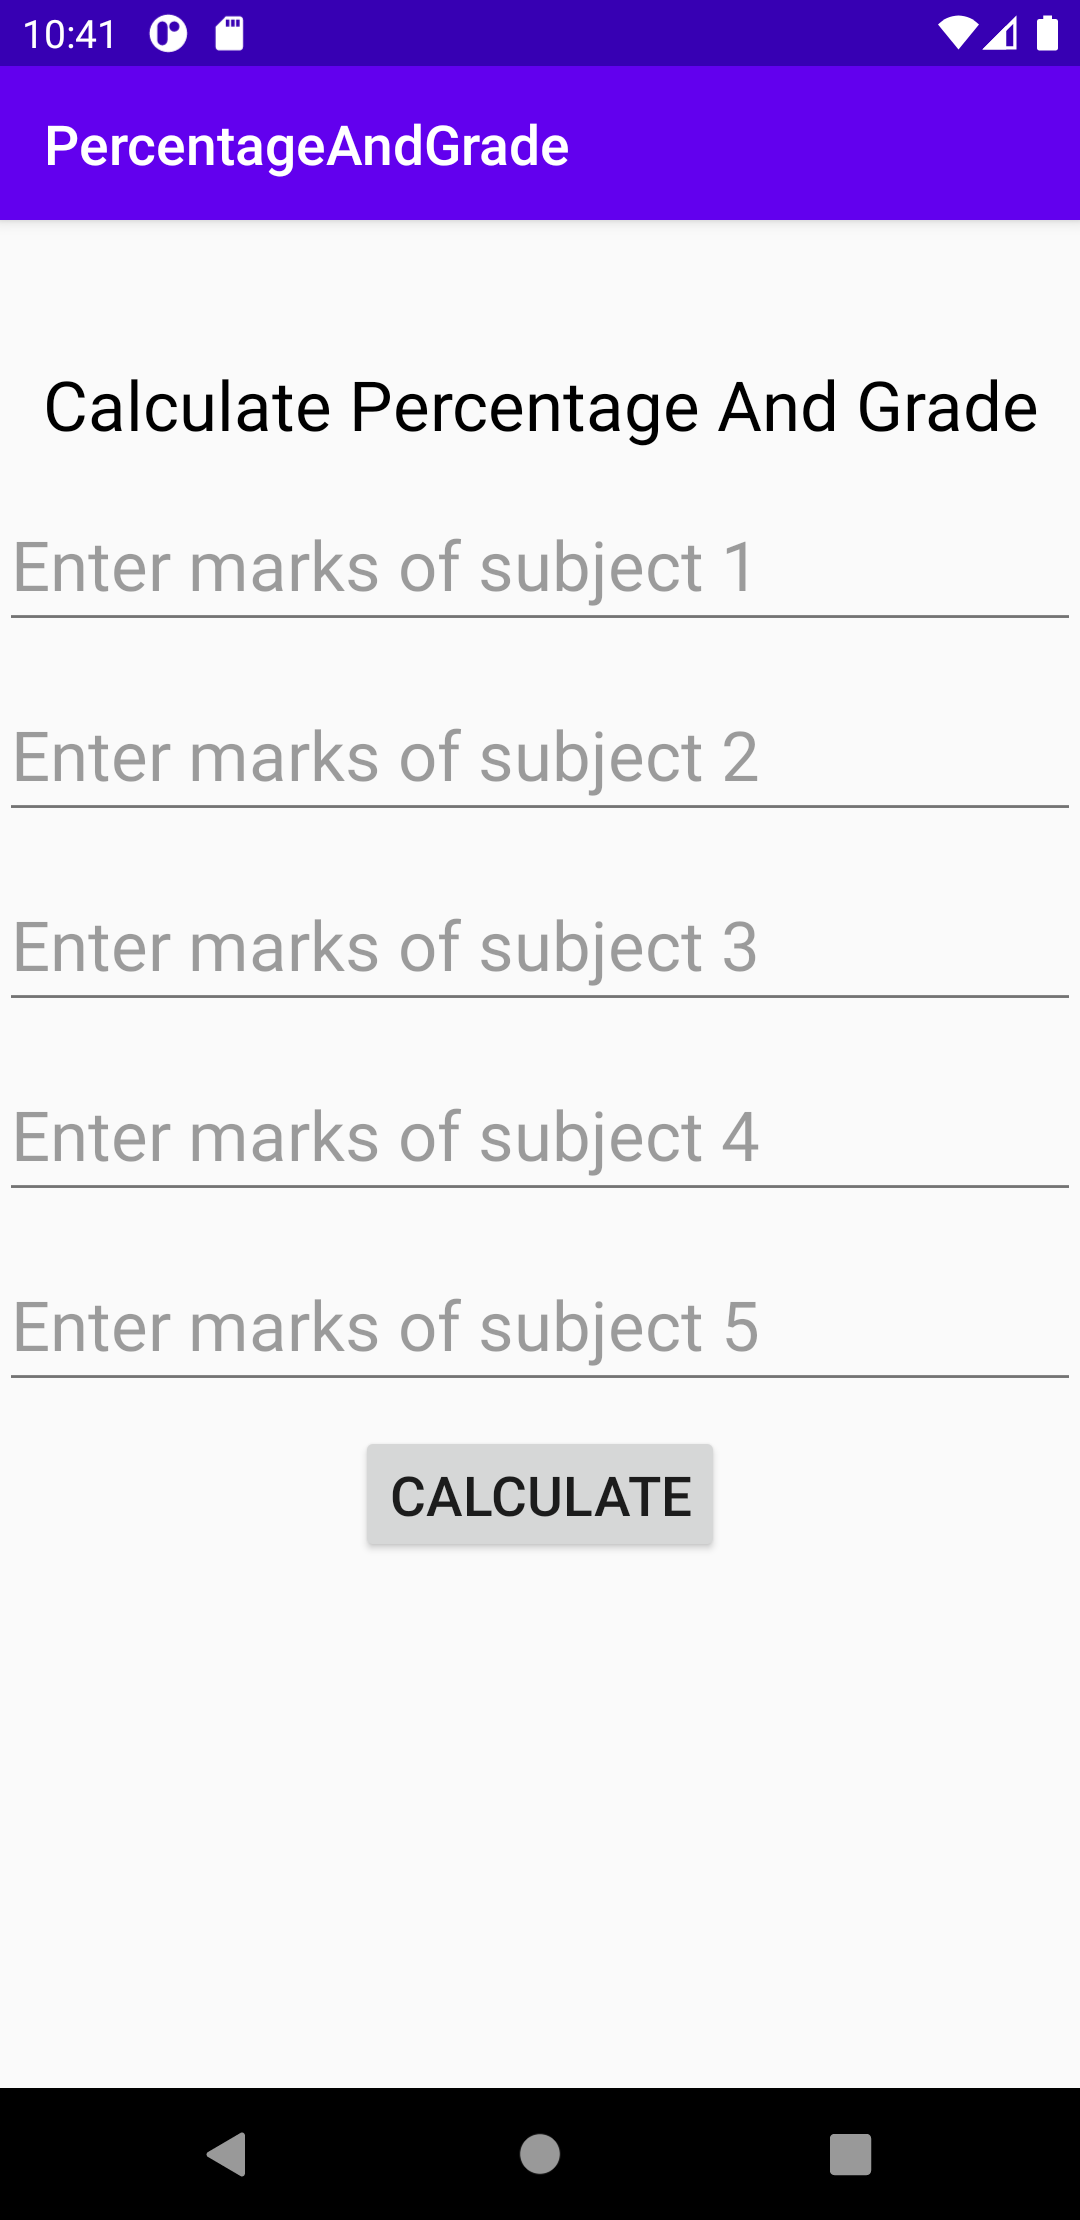 10:41
PercentageAndGrade
Calculate Percentage And Grade
Enter marks of subject 1
Enter marks of subject 2
Enter marks of subject 3
Enter marks of subject 4
Enter marks of subject 5
CALCULATE